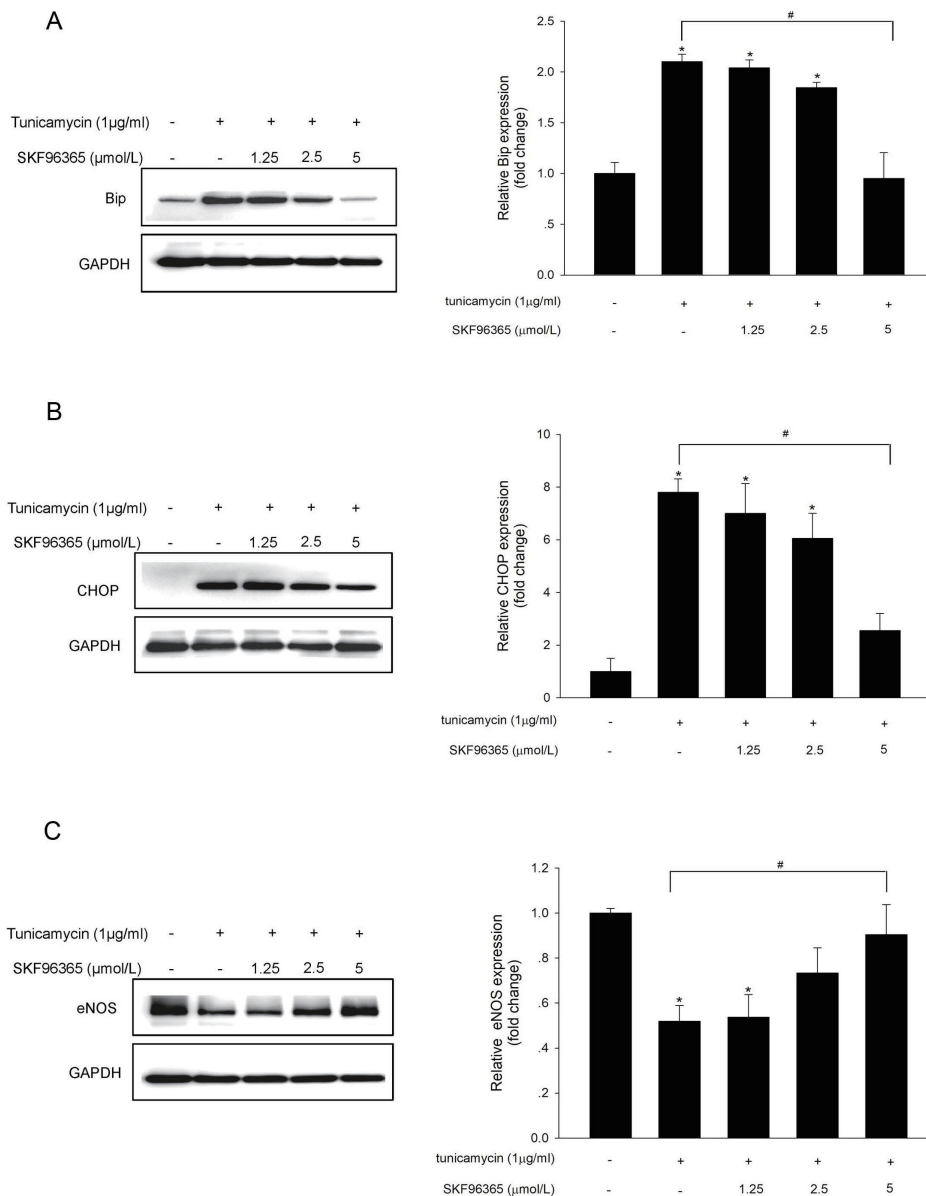 A
Tunicamycin (1μg/ml) - + + + +
SKF96365 (μmol/L) - - 1.25 2.5 5
Bip
GAPDH
#
2.5
2.0
1.5
1.0
.5
0.0
* * *
Relative Bip expression
(fold change)
tunicamycin (1μg/ml) - + + + +
SKF96365 (μmol/L) - - 1.25 2.5 5
B
Tunicamycin (1μg/ml) - + + + +
SKF96365 (μmol/L) - - 1.25 2.5 5
CHOP
GAPDH
#
10
8
6
4
2
0
* * *
Relative CHOP expression
(fold change)
tunicamycin (1μg/ml) - + + + +
SKF96365 (μmol/L) - - 1.25 2.5 5
C
Tunicamycin (1μg/ml) - + + + +
SKF96365 (μmol/L) - - 1.25 2.5 5
eNOS
GAPDH
#
1.2
1.0
.8
.6
.4
.2
0.0
* *
Relative eNOS expression
(fold change)
tunicamycin (1μg/ml) - + + + +
SKF96365 (μmol/L) - - 1.25 2.5 5